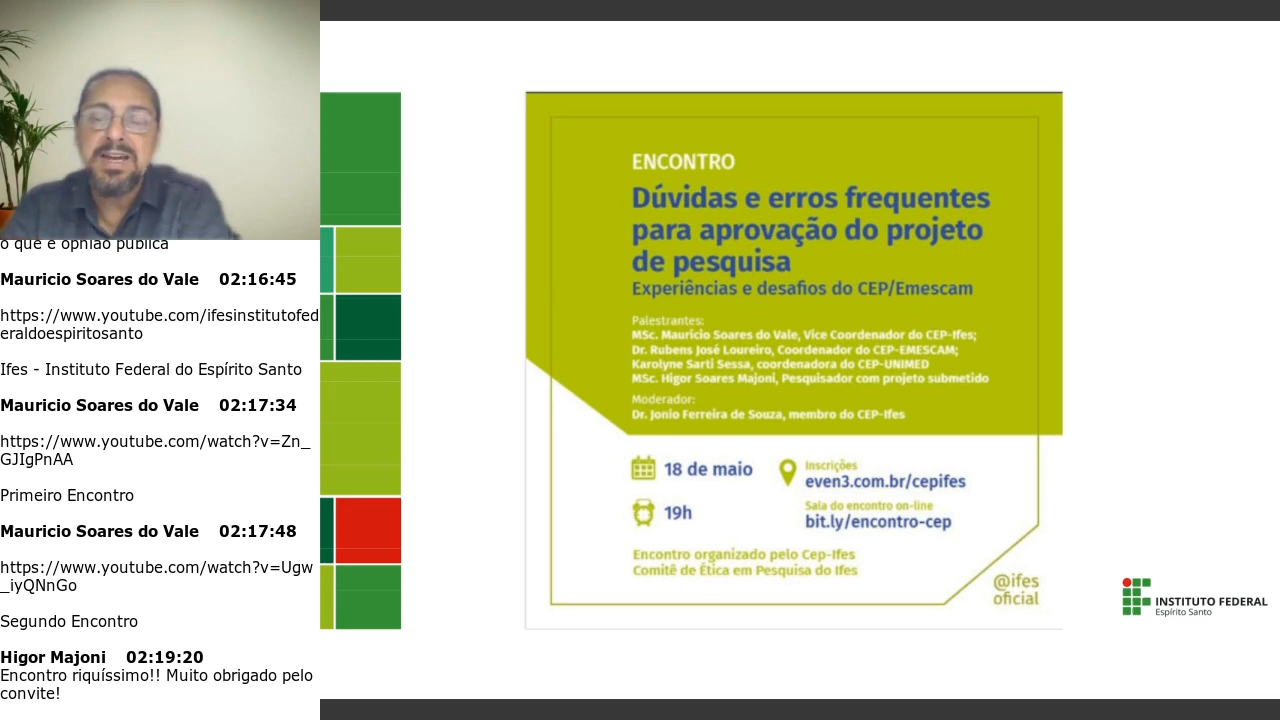 o que e opnião pública
Mauricio Soares do Vale 02:16:45
https://www.youtube.com/ifesinstitutofed
eraldoespiritosanto
Ifes - Instituto Federal do Espírito Santo
Mauricio Soares do Vale 02:17:34
https://www.youtube.com/watch?v=Zn_
GJIgPnAA
Primeiro Encontro
Mauricio Soares do Vale 02:17:48
https://www.youtube.com/watch?v=Ugw
_iyQNnGo
Segundo Encontro
Higor Majoni 02:19:20
Encontro riquíssimo!! Muito obrigado pelo
convite!
ENCONTRO
Dúvidas e erros frequentes
para aprovação do projeto
de pesquisa
Experiências e desafios do CEP/Emescam
Palestrantes:
MSc. Mauricio Soares do Vale, Vice Coordenador do CEP-Ifes;
Dr. Rubens José Loureiro, Coordenador do CEP-EMESCAM;
Karolyne Sarti Sessa, coordenadora do CEP-UNIMED
MSc. Higor Soares Majoni, Pesquisador com projeto submetido
Moderador:
Dr. Jonio Ferreira de Souza, membro do CEP-Ifes
18 de maio
19h
Inscrições
even3.com.br/cepifes
Sala do encontro on-line
bit.ly/encontro-cep
Encontro organizado pelo Cep-Ifes
Comitê de Ética em Pesquisa do Ifes
@ifes
oficial
INSTITUTO FEDERAL
Espírito Santo